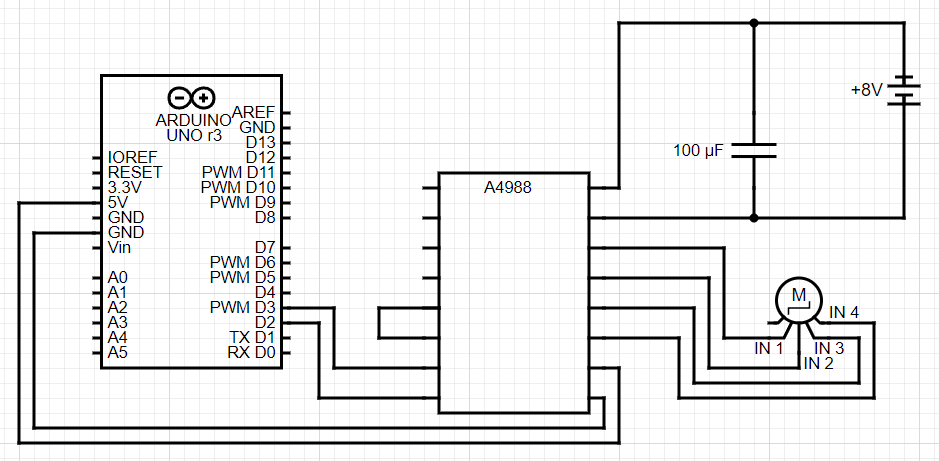 ARDUINO
UNO r3
AREF
GND
D13
D12
PWM D11
PWM D10
PWM D9
D8
D7
PWM D6
PWM D5
D4
PWM D3
D2
TX D1
RX D0
IOREF
RESET
3.3V
5V
GND
GND
Vin
A0
A1
A2
A3
A4
A5
A4988
100 µF
+8V
M
IN 1
IN 2
IN 3
IN 4